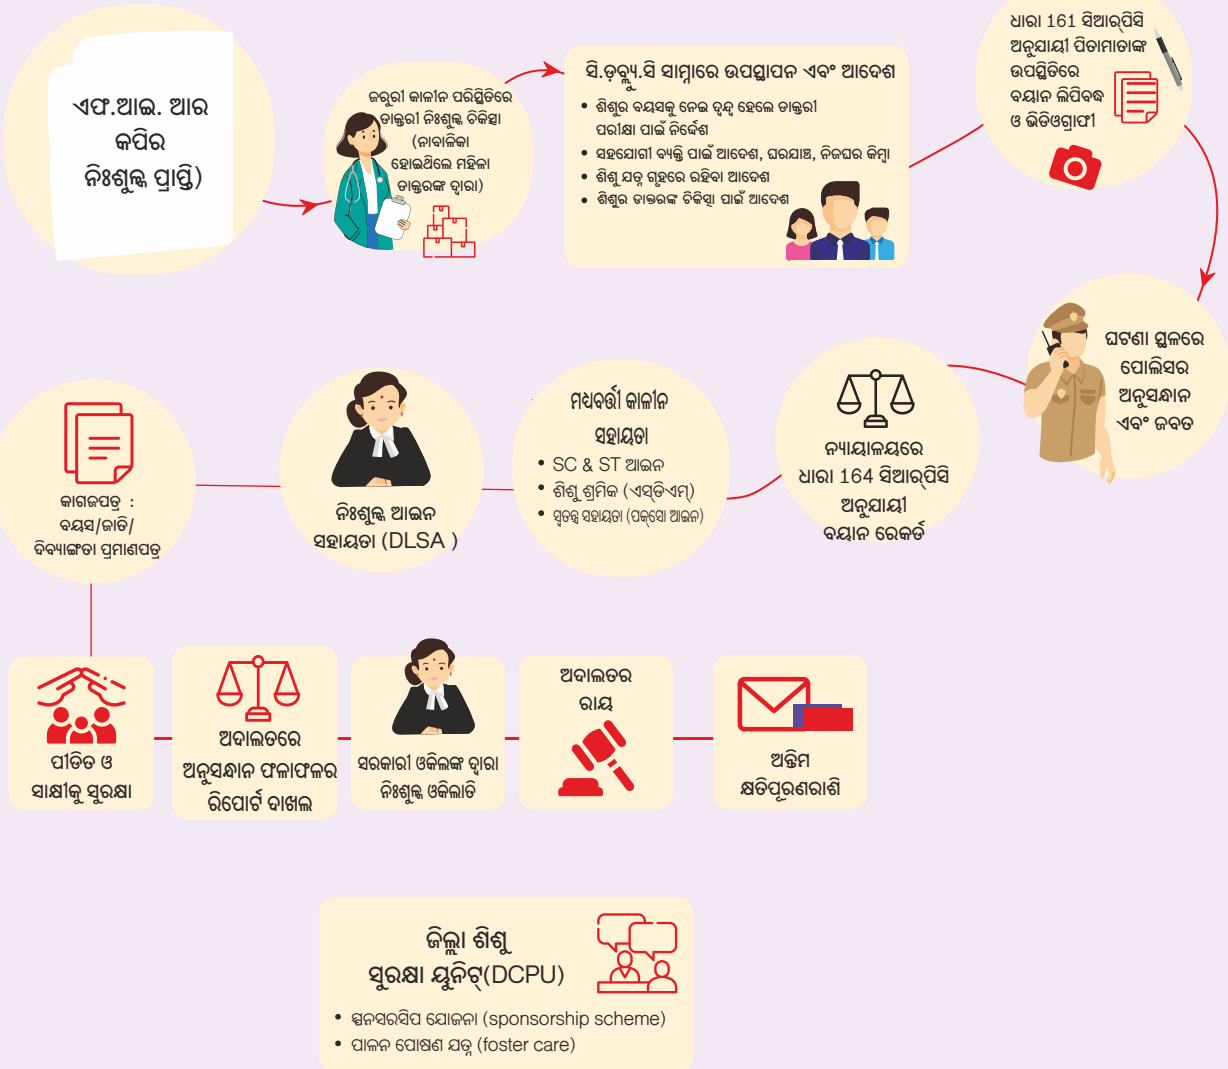 ଏଫ.ଆଇ. ଆର
କପିର
ନିଃଶୁଳ୍କ ପ୍ରାପ୍ତି)
ଜରୁରୀ କାଳୀନ ପରିସ୍ଥିତିରେ
ଡାକ୍ତରୀ ନିଃଶୁଳ୍କ ଚିକିତ୍ସା
(ନାବାଳିକା
ହୋଇଥିଲେ ମହିଳା
ଡାକ୍ତରଙ୍କ ଦ୍ୱାରା)
ସି.ଡ଼ବ୍ଲ୍ୟୁ.ସି ସାମ୍ନାରେ ଉପସ୍ଥାପନ ଏବଂ ଆଦେଶ
• ଶିଶୁର ବୟସକୁ ନେଇ ଦ୍ୱନ୍ଦ୍ୱ ହେଲେ ଡାକ୍ତରୀ
ପରୀକ୍ଷା ପାଇଁ ନିର୍ଦ୍ଦେଶ
• ସହଯୋଗୀ ବ୍ୟକ୍ତି ପାଇଁ ଆଦେଶ, ଘରଯାଞ୍ଚ, ନିଜଘର କିମ୍ବା
• ଶିଶୁ ଯତ୍ନ ଗୃହରେ ରହିବା ଆଦେଶ
• ଶିଶୁର ଡାକ୍ତରଙ୍କ ଚିକିତ୍ସା ପାଇଁ ଆଦେଶ
ଧାରା 161 ସିଆର୍‌ପିସି
ଅନୁଯାୟୀ ପିତାମାତାଙ୍କ
ଉପସ୍ଥିତିରେ
ବୟାନ ଲିପିବଦ୍ଧ
ଓ ଭିଡିଓଗ୍ରାଫୀ
ଘଟଣା ସ୍ଥଳରେ
ପୋଲିସର
ଅନୁସନ୍ଧାନ
ଏବଂ ଜବତ
ନ୍ୟାୟାଳୟରେ
ଧାରା 164 ସିଆର୍‌ପିସି
ଅନୁଯାୟୀ
ବୟାନ ରେକର୍ଡ
ମଧ୍ୟବର୍ତ୍ତୀ କାଳୀନ
ସହାୟତା
• SC & ST ଆଇନ
• ଶିଶୁ ଶ୍ରମିକ (ଏସ୍‌ଡିଏମ୍)
• ସ୍ୱତନ୍ତ୍ର ସହାୟତା (ପକ୍‌ସୋ ଆଇନ)
ନିଃଶୁଳ୍କ ଆଇନ
ସହାୟତା (DLSA )
କାଗଜପତ୍ର :
ବୟସ/ଜାତି/
ଦିବ୍ୟାଙ୍ଗତା ପ୍ରମାଣପତ୍ର
ପୀଡିତ ଓ
ସାକ୍ଷୀକୁ ସୁରକ୍ଷା
ଅଦାଲତରେ
ଅନୁସନ୍ଧାନ ଫଳାଫଳର
ରିପୋର୍ଟ ଦାଖଲ
ସରକାରୀ ଓକିଲଙ୍କ ଦ୍ୱାରା
ନିଃଶୁଳ୍କ ଓକିଲାତି
ଅଦାଲତର
ରାୟ
ଅନ୍ତିମ
କ୍ଷତିପୂରଣରାଶି
ଜିଲ୍ଲା ଶିଶୁ
ସୁରକ୍ଷା ୟୁନିଟ୍(DCPU)
• ସ୍ପନସରସିପ ଯୋଜନା (sponsorship scheme)
• ପାଳନ ପୋଷଣ ଯତ୍ନ (foster care)